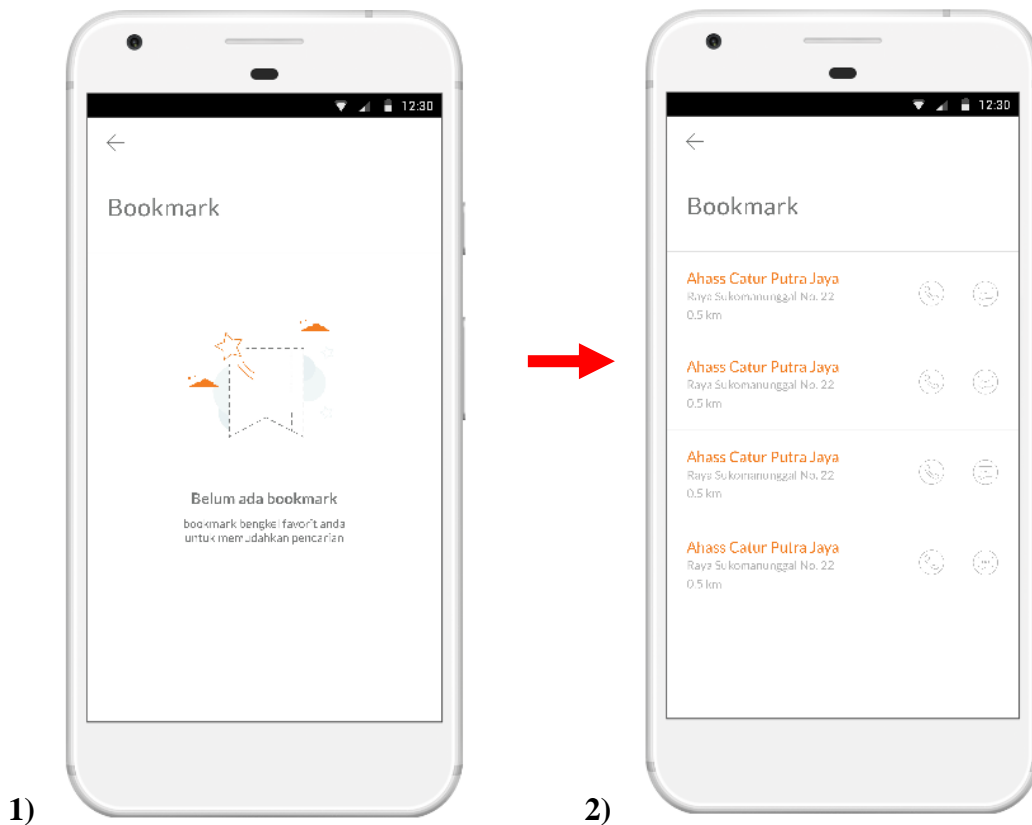 12:30
Bookmark
Belum ada bookmark
bookmark bengkel favorit anda
untuk memudahkan pencarian
1)
12:30
Bookmark
Ahass Catur Putra Jaya
Raya Sukomanunggal No. 22
0.5 km
Ahass Catur Putra Jaya
Raya Sukomanunggal No. 22
0.5 km
Ahass Catur Putra Jaya
Raya Sukomanunggal No. 22
0.5 km
Ahass Catur Putra Jaya
Raya Sukomanunggal No. 22
0.5 km
2)